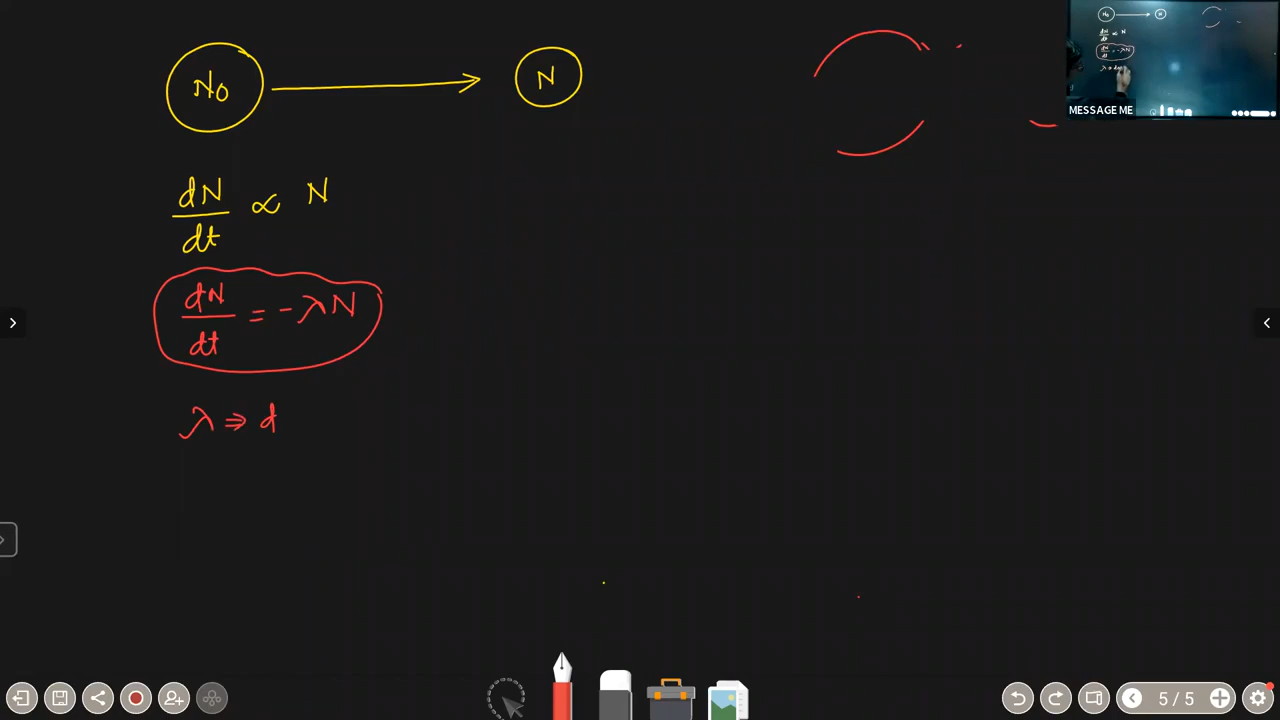 N₀ → N
dN/dt ∝ N
dN/dt = -λN
λ ⇒ d
MESSAGE ME
5 / 5